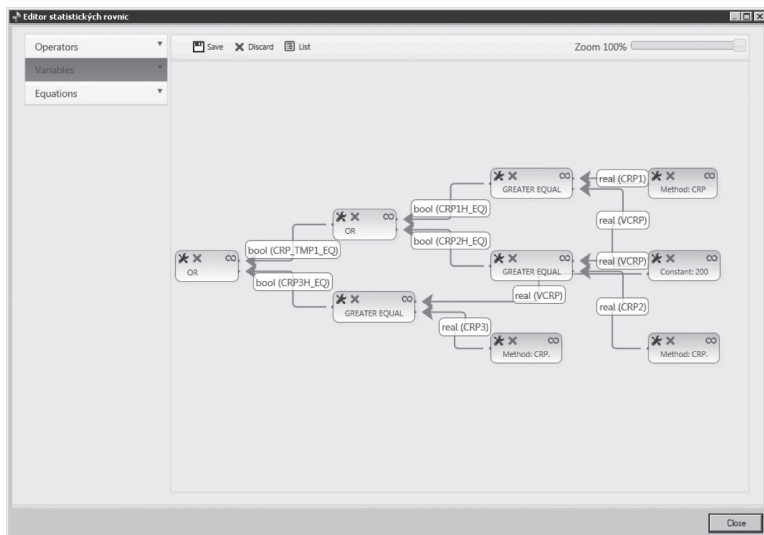 Editor statistických rovnic
Operators
Variables
Equations
Save Discard List
Zoom 100%
GREATER EQUAL
real (CRP1)
Method: CRP
bool (CRP1H_EQ)
real (VCRP)
OR
bool (CRP_TMP1_EQ)
bool (CRP2H_EQ)
OR
GREATER EQUAL
real (VCRP)
Constant: 200
bool (CRP3H_EQ)
real (VCRP)
real (CRP2)
GREATER EQUAL
real (CRP3)
Method: CRP.
Method: CRP.
Close